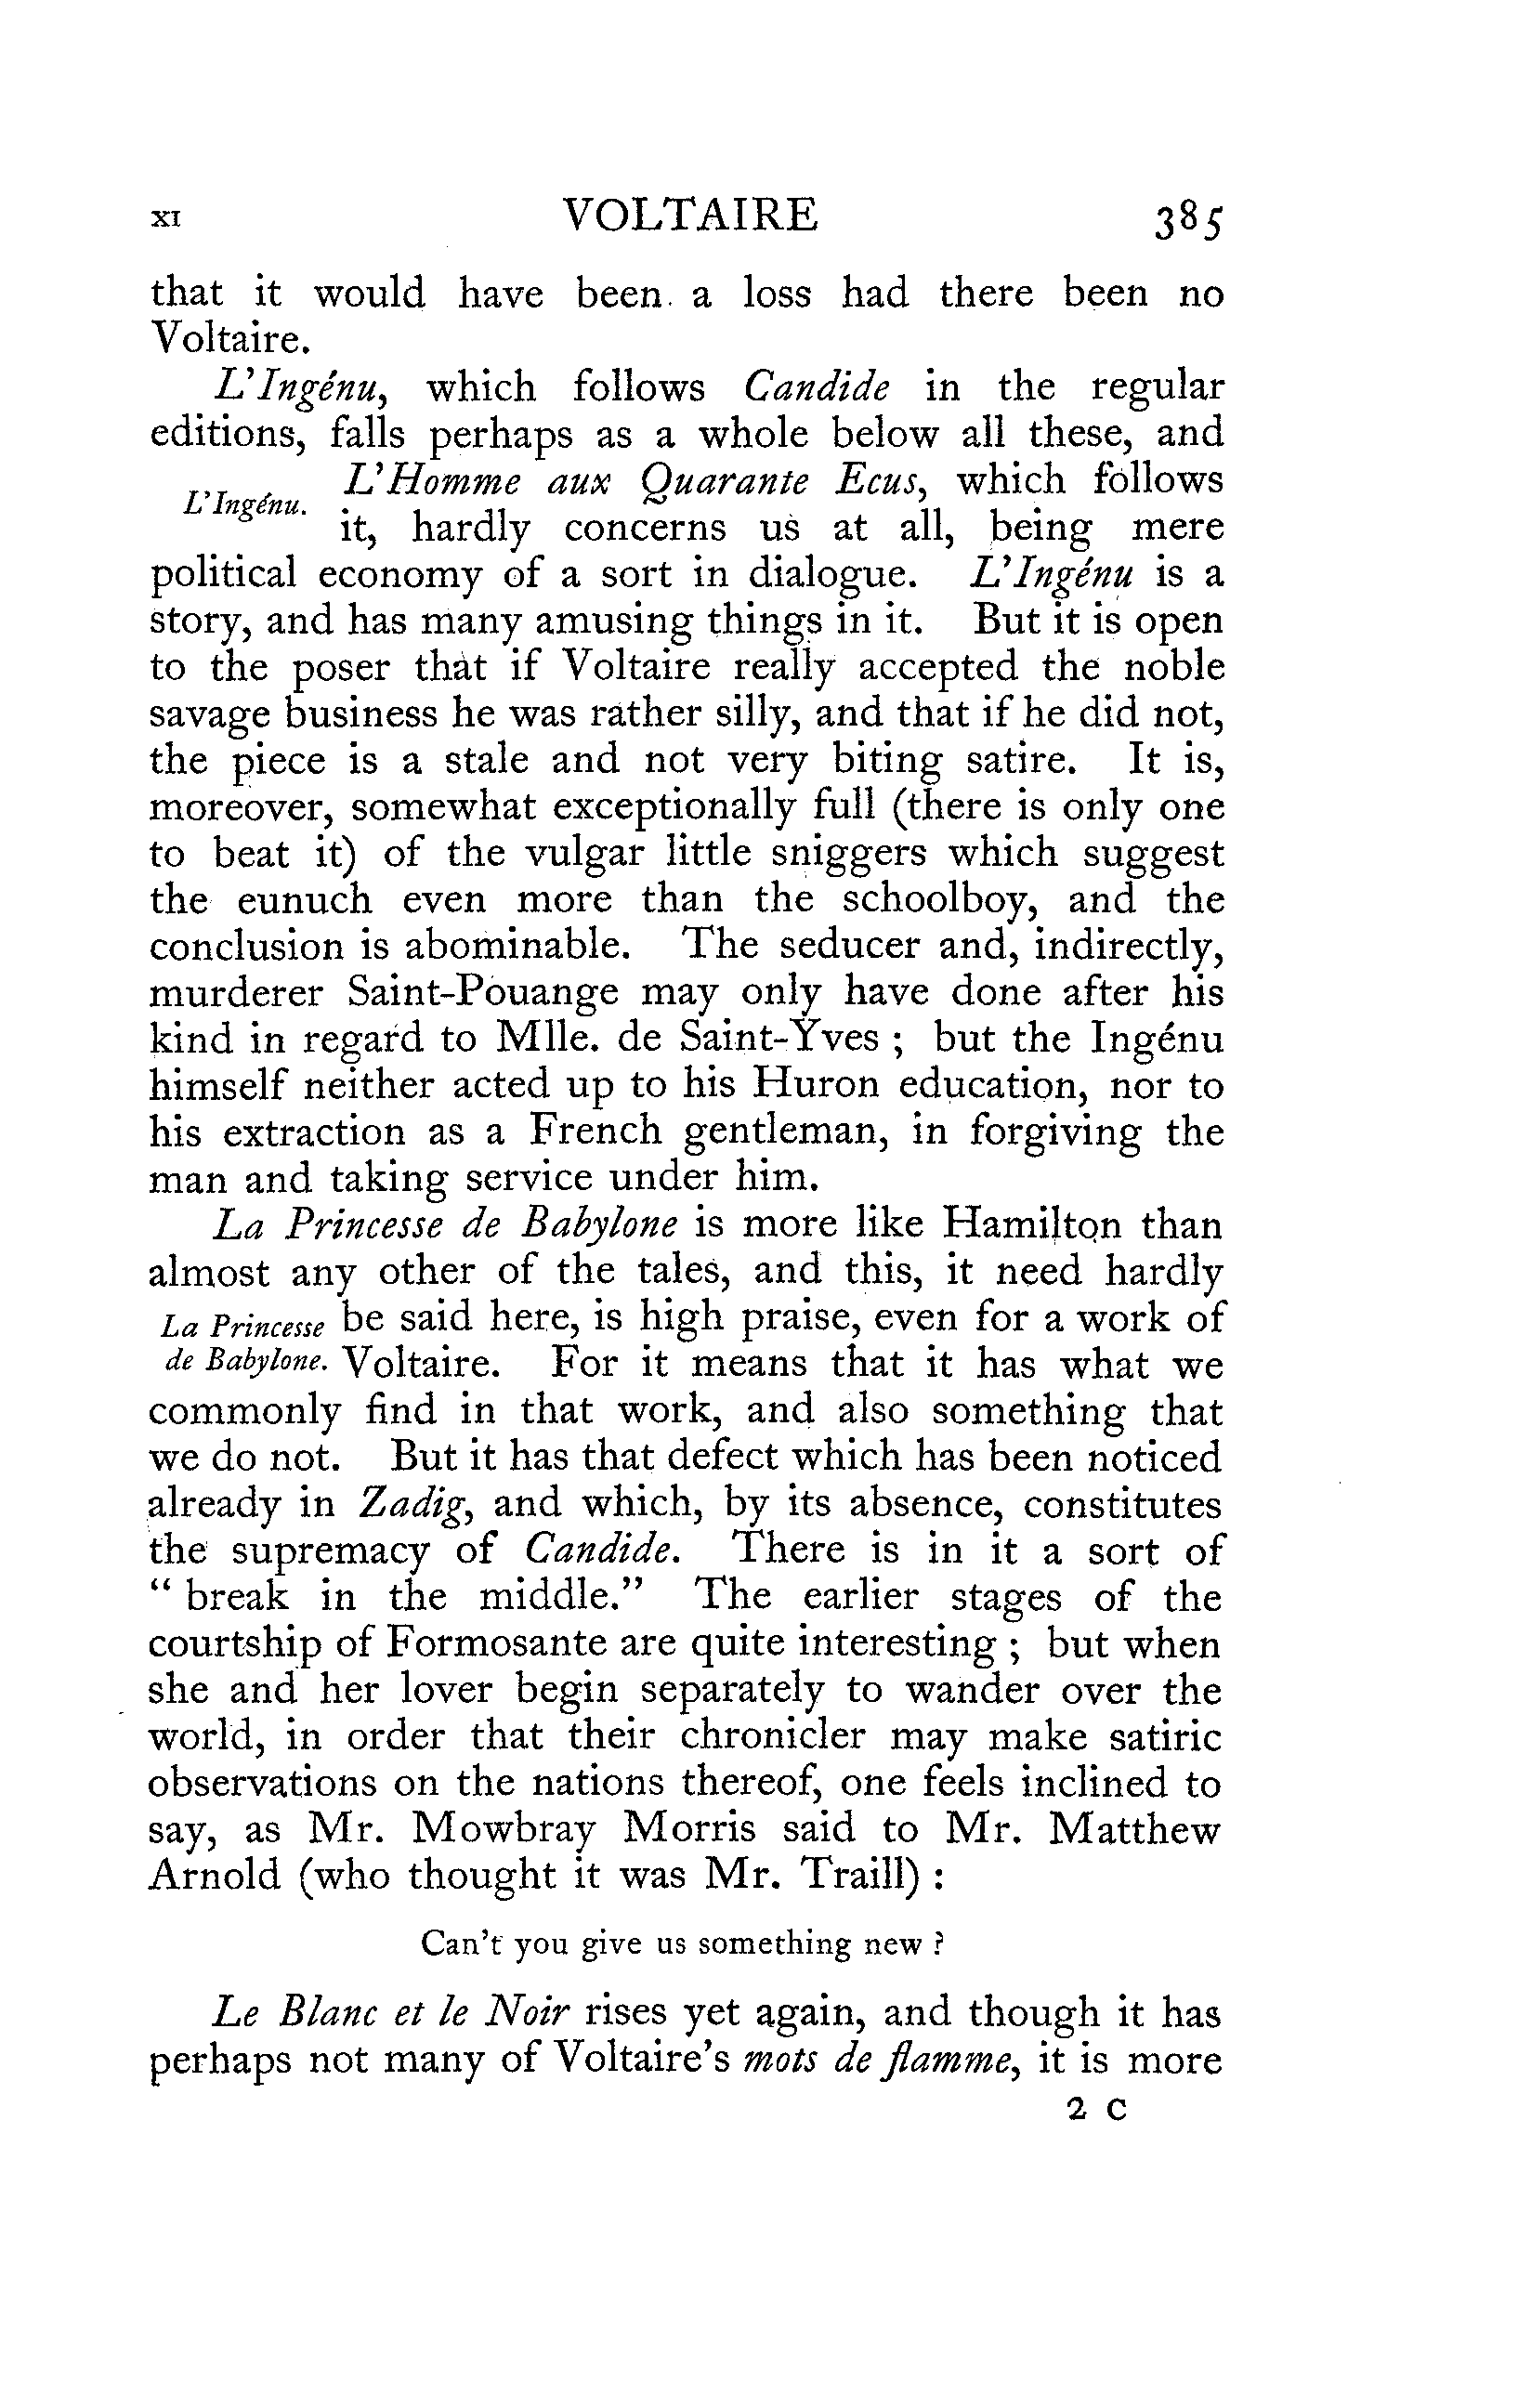 XI VOLTAIRE 385
that it would have been a loss had there been no
Voltaire.
L'Ingénu, which follows Candide in the regular
editions, falls perhaps as a whole below all these, and
L'Ingénu.
L'Homme aux Quarante Ecus, which follows
it, hardly concerns us at all, being mere
political economy of a sort in dialogue. L'Ingénu is a
story, and has many amusing things in it. But it is open
to the poser that if Voltaire really accepted the noble
savage business he was rather silly, and that if he did not,
the piece is a stale and not very biting satire. It is,
moreover, somewhat exceptionally full (there is only one
to beat it) of the vulgar little sniggers which suggest
the eunuch even more than the schoolboy, and the
conclusion is abominable. The seducer and, indirectly,
murderer Saint-Pouange may only have done after his
kind in regard to Mlle. de Saint-Yves ; but the Ingénu
himself neither acted up to his Huron education, nor to
his extraction as a French gentleman, in forgiving the
man and taking service under him.
La Princesse de Babylone is more like Hamilton than
almost any other of the tales, and this, it need hardly
La Princesse
de Babylone.
be said here, is high praise, even for a work of
Voltaire. For it means that it has what we
commonly find in that work, and also something that
we do not. But it has that defect which has been noticed
already in Zadig, and which, by its absence, constitutes
the supremacy of Candide. There is in it a sort of
“ break in the middle.” The earlier stages of the
courtship of Formosante are quite interesting ; but when
she and her lover begin separately to wander over the
world, in order that their chronicler may make satiric
observations on the nations thereof, one feels inclined to
say, as Mr. Mowbray Morris said to Mr. Matthew
Arnold (who thought it was Mr. Traill) :
Can't you give us something new ?
Le Blanc et le Noir rises yet again, and though it has
perhaps not many of Voltaire's mots de flamme, it is more
2 C